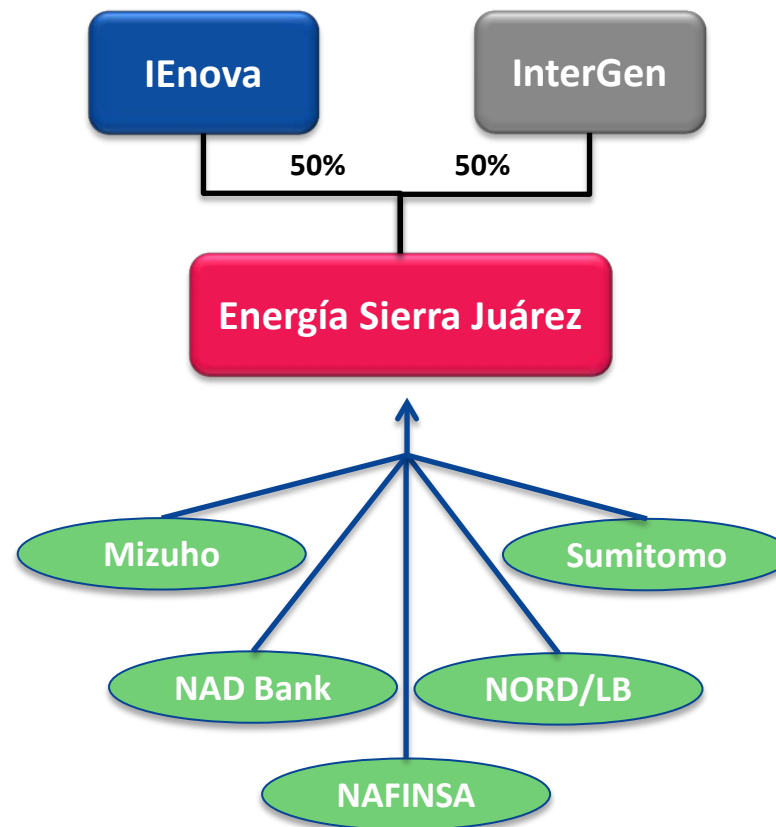 IEnova
InterGen
50%
50%
Energía Sierra Juárez
Mizuho
Sumitomo
NAD Bank
NORD/LB
NAFINSA